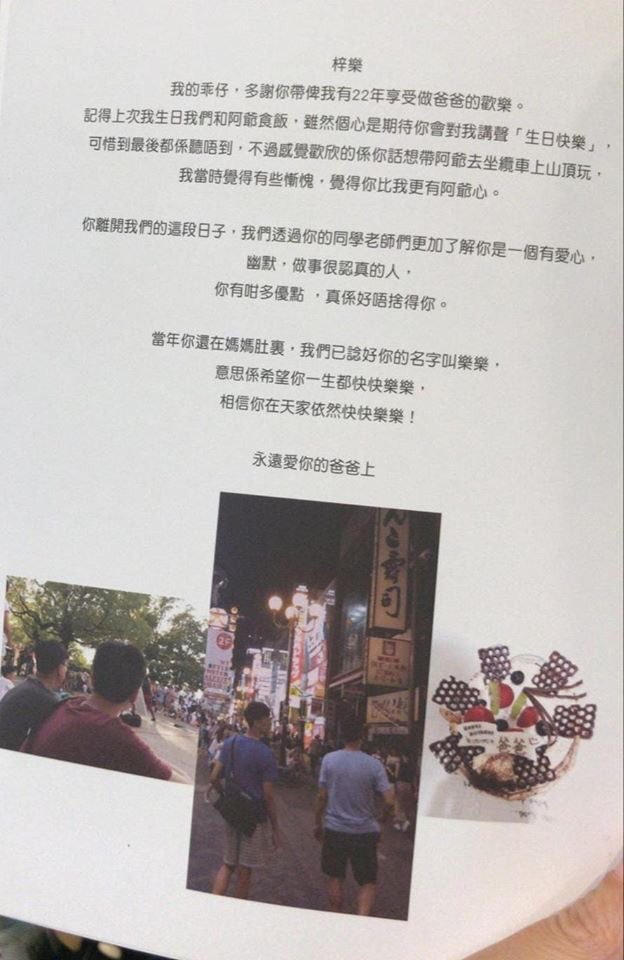 梓樂
我的乖仔，多謝你帶俾我有22年享受做爸爸的歡樂。
記得上次我生日我們和阿爺食飯，雖然個心是期待你會對我講聲「生日快樂」，
可惜到最後都係聽唔到，不過感覺歡欣的係你話想帶阿爺去坐纜車上山頂玩，
我當時覺得有些慚愧，覺得你比我更有阿爺心。
你離開我們的這段日子，我們透過你的同學老師們更加了解你是一個有愛心，
幽默，做事很認真的人，
你有咁多優點 ，真係好唔捨得你。
當年你還在媽媽肚裏，我們已諗好你的名字叫樂樂，
意思係希望你一生都快快樂樂，
相信你在天家依然快快樂樂！
永遠愛你的爸爸上
寿司
爸爸